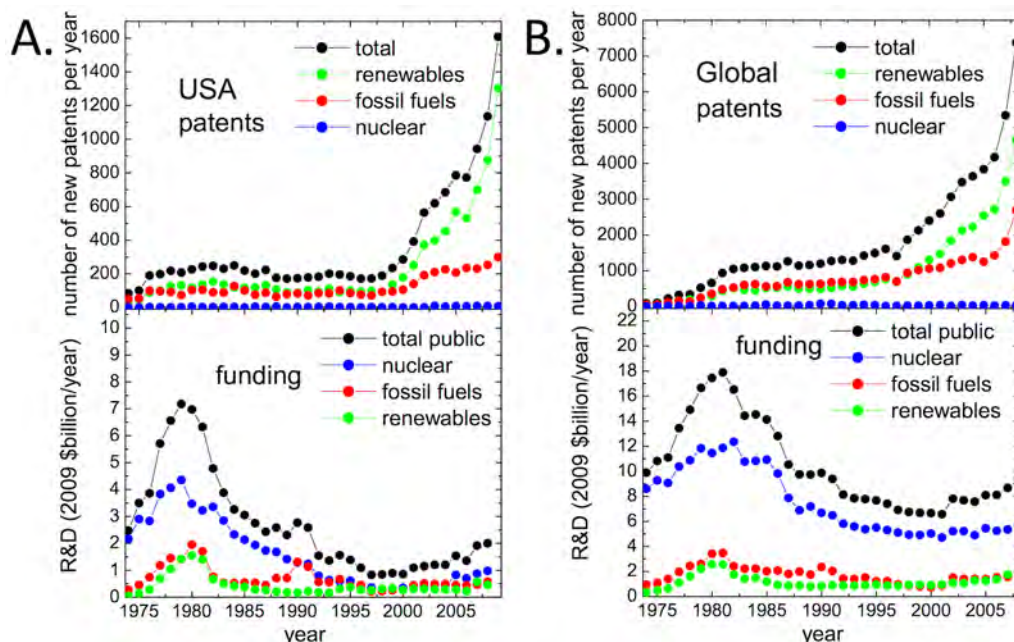 A.
number of new patents per year
1600
1400
1200
1000
800
600
400
200
0
USA
patents
total
renewables
fossil fuels
nuclear
B.
number of new patents per year
8000
7000
6000
5000
4000
3000
2000
1000
0
Global
patents
total
renewables
fossil fuels
nuclear
R&D (2009 $billion/year)
10
9
8
7
6
5
4
3
2
1
0
funding
total public
nuclear
fossil fuels
renewables
1975 1980 1985 1990 1995 2000 2005
year
R&D (2009 $billion/year)
22
20
18
16
14
12
10
8
6
4
2
0
funding
total public
nuclear
fossil fuels
renewables
1975 1980 1985 1990 1995 2000 2005
year